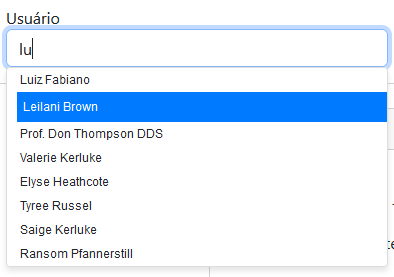 Usuário
lu
Luiz Fabiano
Leilani Brown
Prof. Don Thompson DDS
Valerie Kerluke
Elyse Heathcote
Tyree Russel
Saige Kerluke
Ransom Pfannerstill